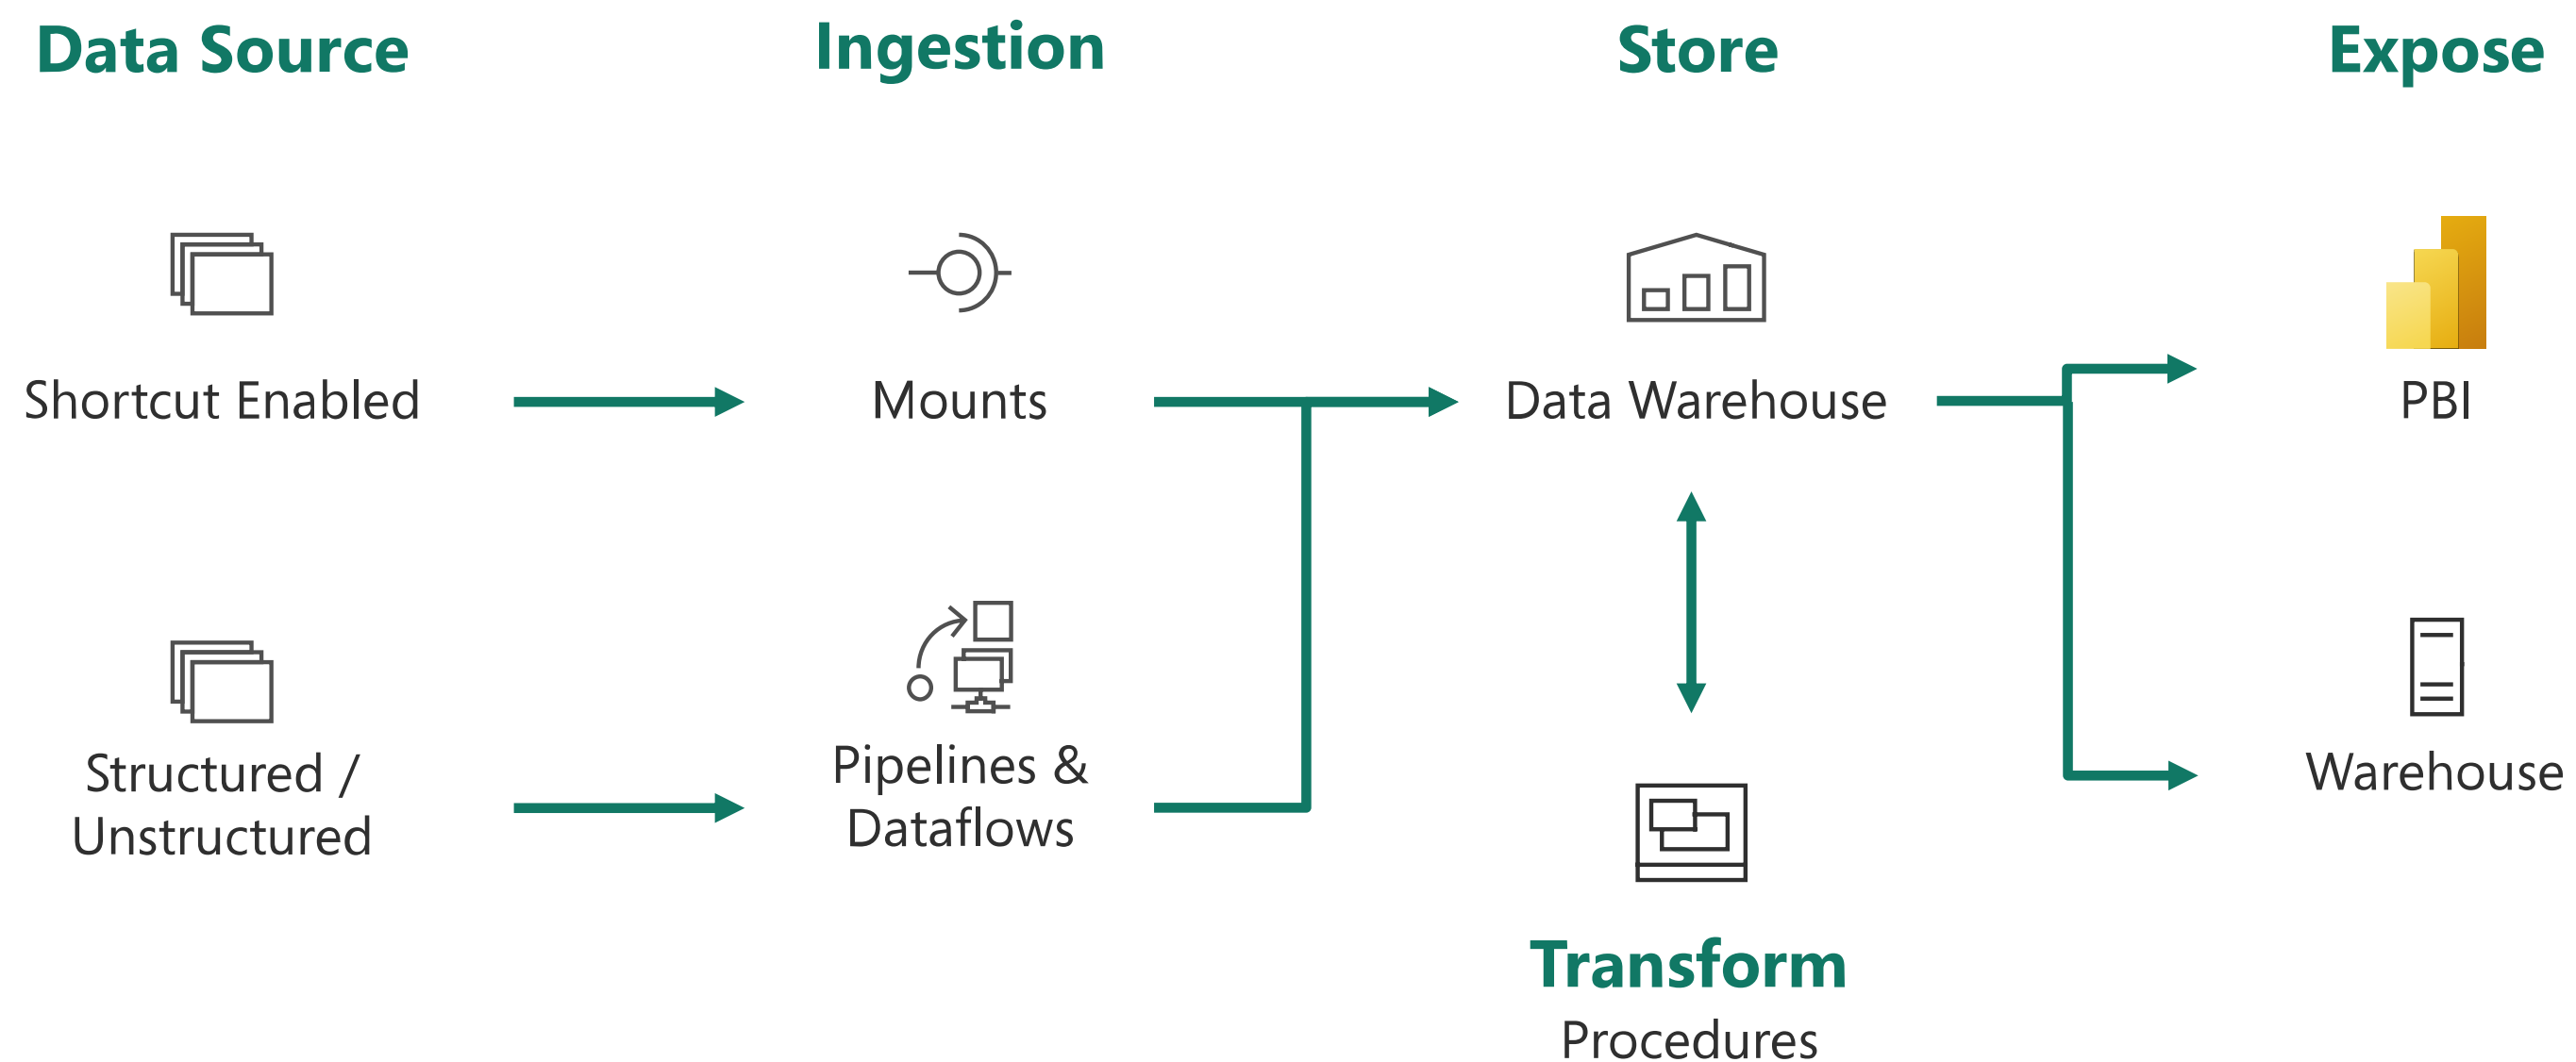 Data Source
Ingestion
Store
Expose
Shortcut Enabled
Mounts
Data Warehouse
PBI
Structured /
Unstructured
Pipelines &
Dataflows
Warehouse
Transform
Procedures